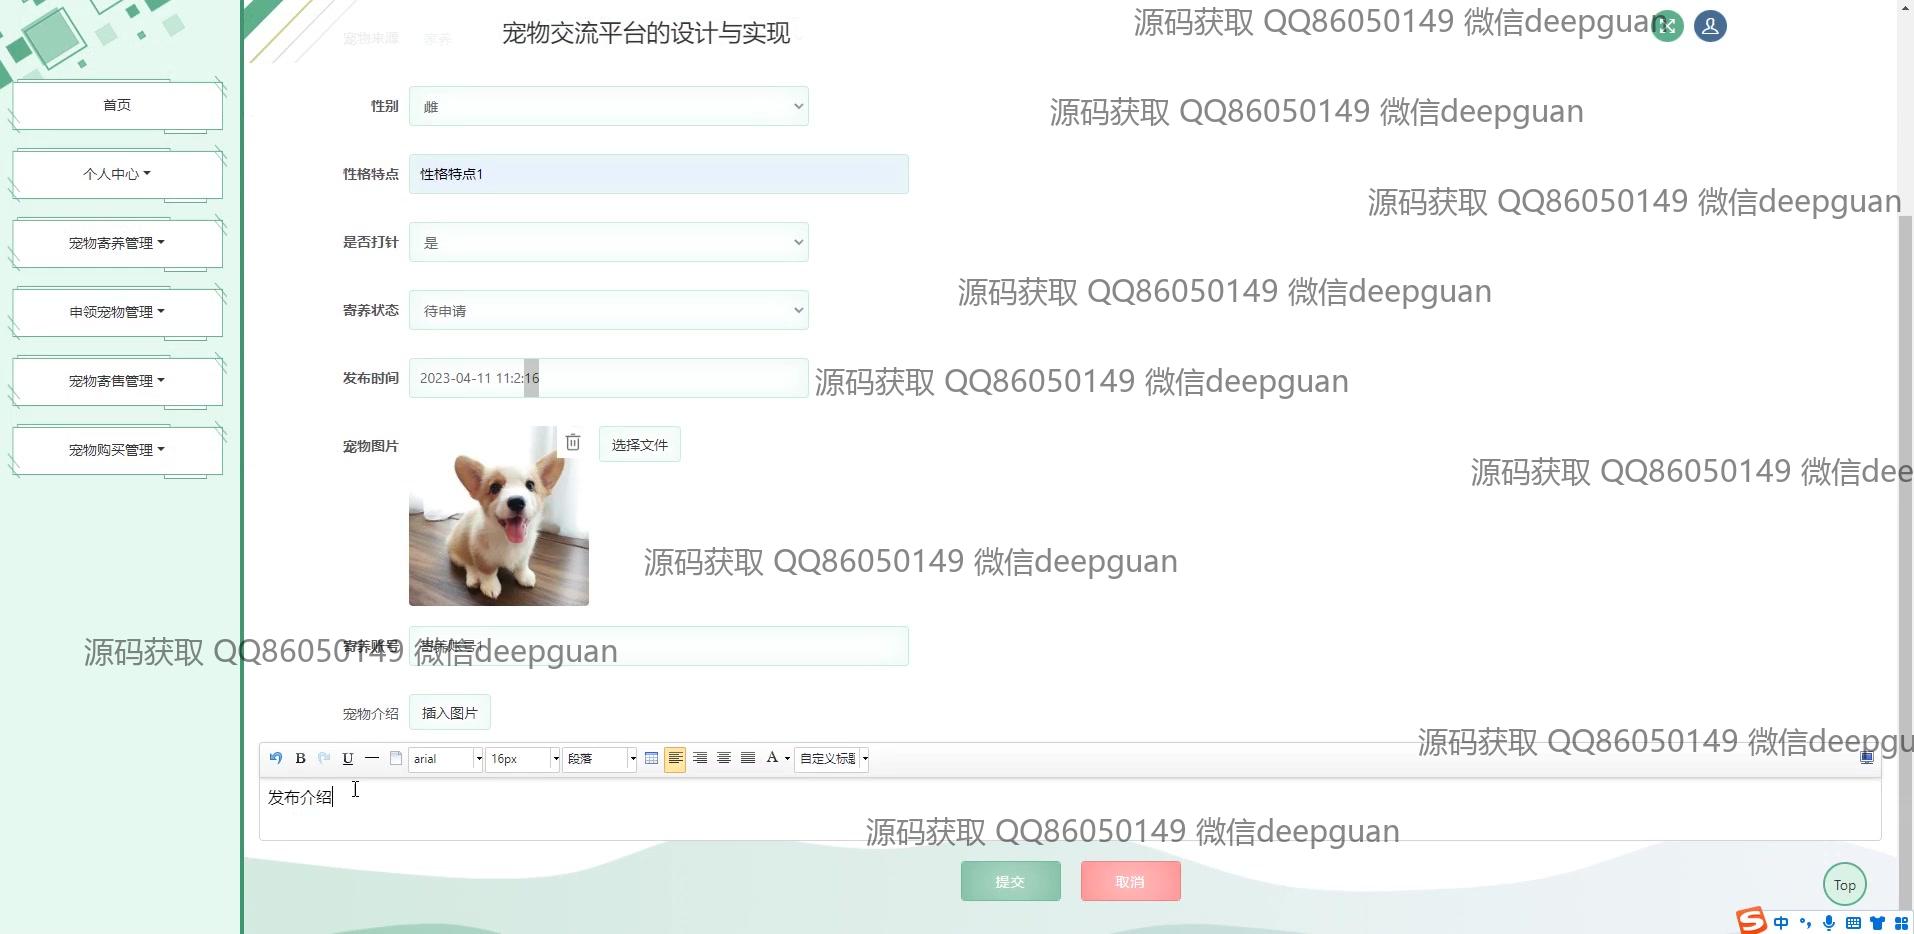 宠物交流平台的设计与实现
源码获取 QQ86050149 微信deepguan
宠物来源 家养
首页
个人中心
宠物寄养管理
申领宠物管理
宠物寄售管理
宠物购买管理
性别 雌
源码获取 QQ86050149 微信deepguan
性格特点 性格特点1
源码获取 QQ86050149 微信deepguan
是否打针 是
源码获取 QQ86050149 微信deepguan
寄养状态 待申请
发布时间 2023-04-11 11:2:16
源码获取 QQ86050149 微信deepguan
宠物图片 选择文件
源码获取 QQ86050149 微信dee
源码获取 QQ86050149 微信deepguan
寄养账号 寄养账号1
源码获取 QQ86050149 微信deepguan
宠物介绍 插入图片
源码获取 QQ86050149 微信deepgu
B U arial 16px 段落 A 自定义标题
发布介绍
源码获取 QQ86050149 微信deepguan
提交 取消
Top
中